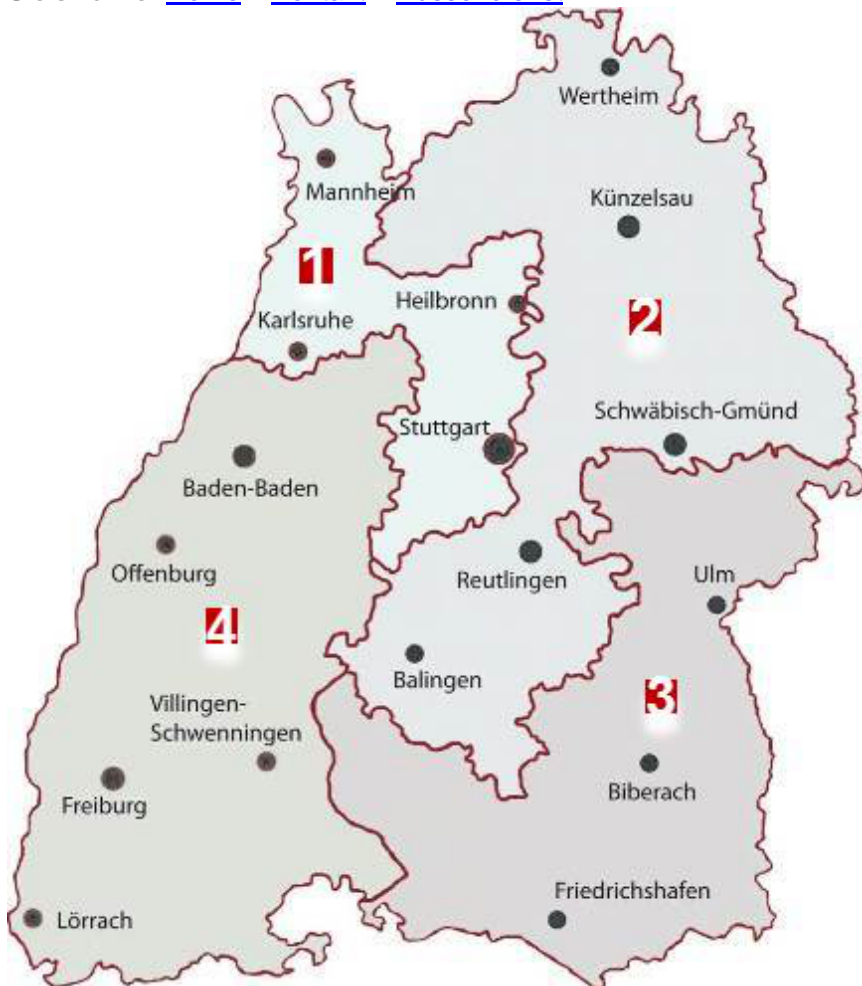 Wertheim
Mannheim
Künzelsau
1
Heilbronn
Karlsruhe
2
Stuttgart
Schwäbisch-Gmünd
Baden-Baden
Offenburg
Reutlingen
Ulm
4
Balingen
3
Villingen-
Schwenningen
Biberach
Freiburg
Friedrichshafen
Lörrach